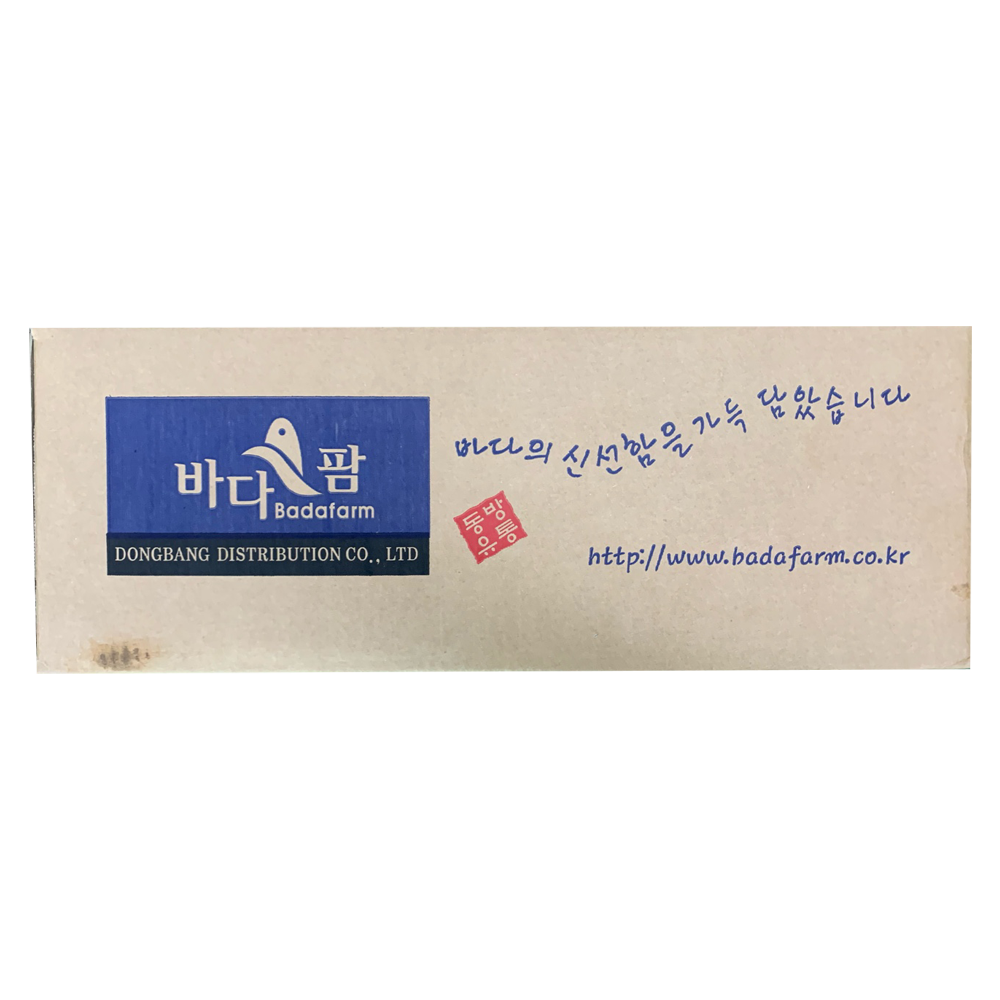 바다팜
Badafarm
DONGBANG DISTRIBUTION CO., LTD
바다의 신선함을 가득 담았습니다
동방
유통
http://www.badafarm.co.kr